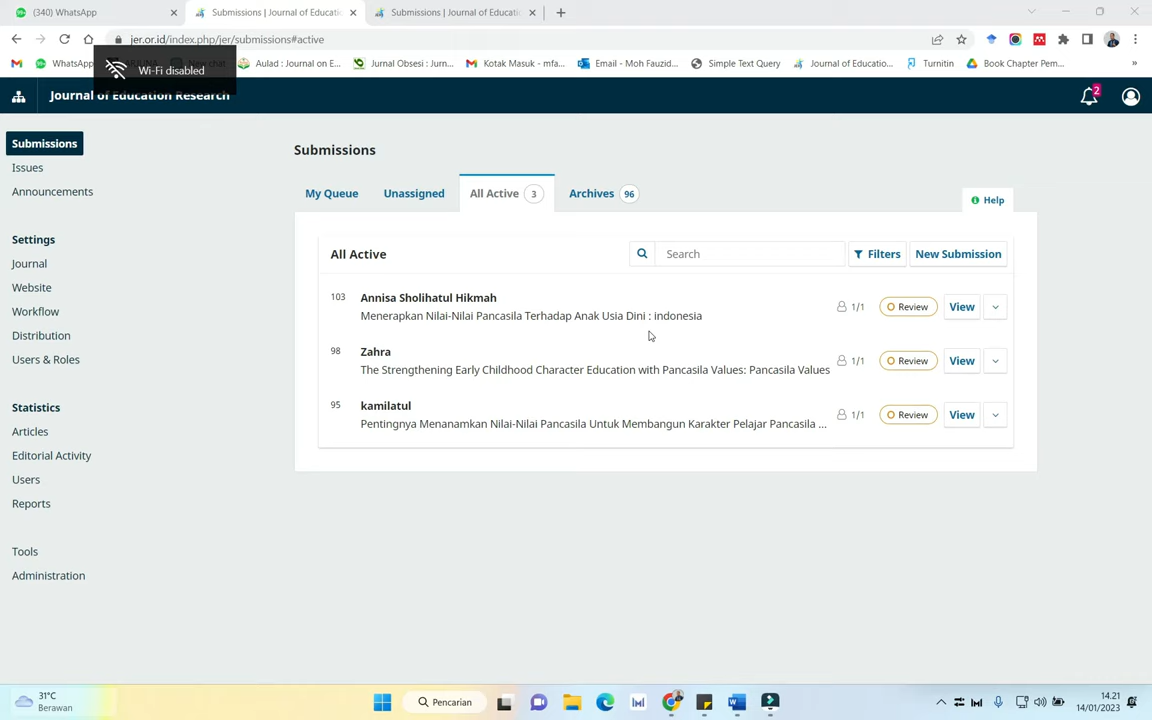 (340) WhatsApp
Submissions | Journal of Educati
Submissions | Journal of Educati
jer.or.id/index.php/jer/submissions#active
WhatsApp
Aulad : Journal on E...
Jurnal Obsesi : Jurn...
Kotak Masuk - mfa...
Email - Moh Fauzid...
Simple Text Query
Journal of Educatio...
Turnitin
Book Chapter Pem...
»
Wi-Fi disabled
Journal of Education Research
2
Submissions
Issues
Announcements
Settings
Journal
Website
Workflow
Distribution
Users & Roles
Statistics
Articles
Editorial Activity
Users
Reports
Tools
Administration
Submissions
My Queue
Unassigned
All Active 3
Archives 96
Help
All Active
Search
Filters
New Submission
103 Annisa Sholihatul Hikmah
Menerapkan Nilai-Nilai Pancasila Terhadap Anak Usia Dini : indonesia
1/1 Review View
98 Zahra
The Strengthening Early Childhood Character Education with Pancasila Values: Pancasila Values
1/1 Review View
95 kamilatul
Pentingnya Menanamkan Nilai-Nilai Pancasila Untuk Membangun Karakter Pelajar Pancasila ...
1/1 Review View
31°C
Berawan
Pencarian
14.21
14/01/2023